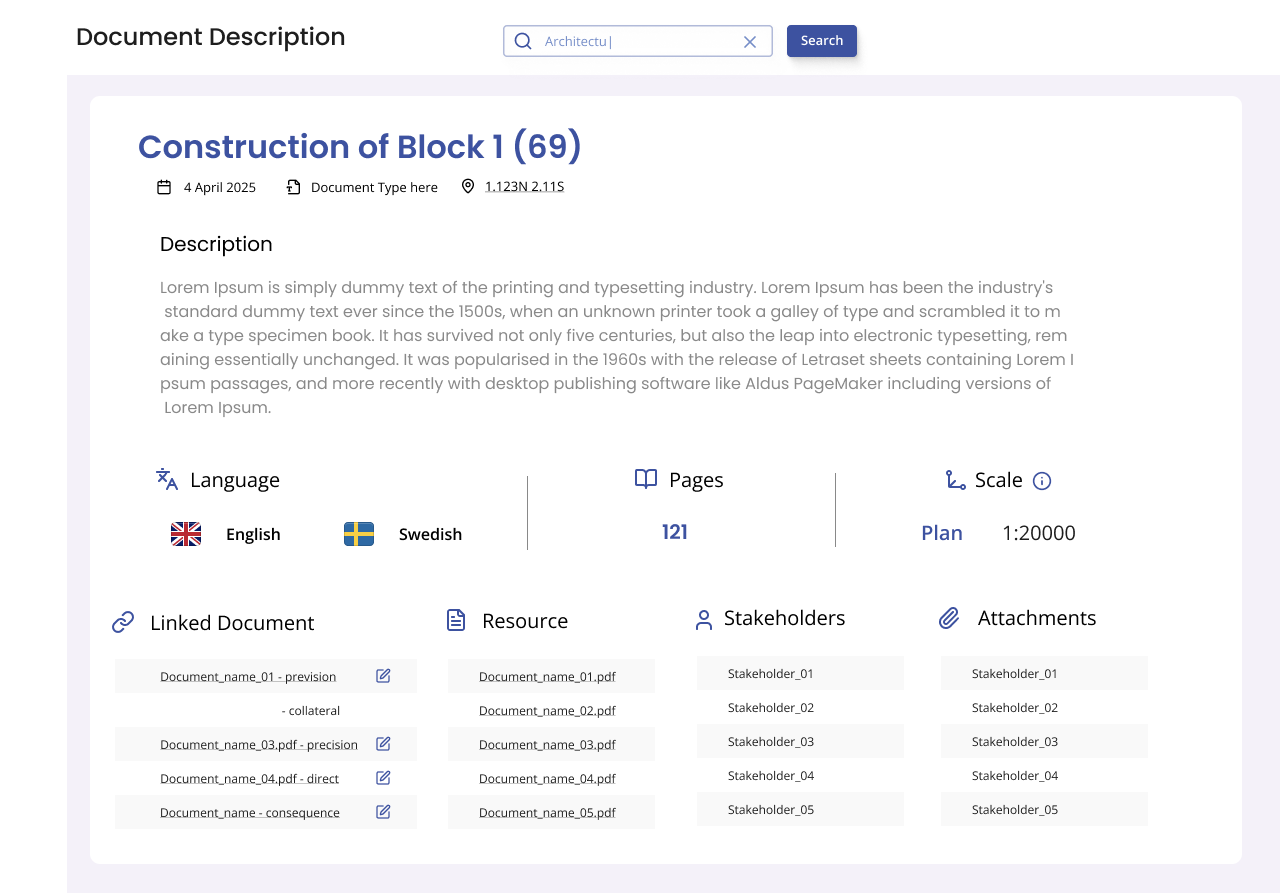 Document Description
Architectu|
Search
Construction of Block 1 (69)
4 April 2025
Document Type here
1.123N 2.11S
Description
Lorem Ipsum is simply dummy text of the printing and typesetting industry. Lorem Ipsum has been the industry's
standard dummy text ever since the 1500s, when an unknown printer took a galley of type and scrambled it to m
ake a type specimen book. It has survived not only five centuries, but also the leap into electronic typesetting, rem
aining essentially unchanged. It was popularised in the 1960s with the release of Letraset sheets containing Lorem I
psum passages, and more recently with desktop publishing software like Aldus PageMaker including versions of
Lorem Ipsum.
Language
English
Swedish
Pages
121
Scale
Plan 1:20000
Linked Document
Document_name_01 - prevision
- collateral
Document_name_03.pdf - precision
Document_name_04.pdf - direct
Document_name - consequence
Resource
Document_name_01.pdf
Document_name_02.pdf
Document_name_03.pdf
Document_name_04.pdf
Document_name_05.pdf
Stakeholders
Stakeholder_01
Stakeholder_02
Stakeholder_03
Stakeholder_04
Stakeholder_05
Attachments
Stakeholder_01
Stakeholder_02
Stakeholder_03
Stakeholder_04
Stakeholder_05